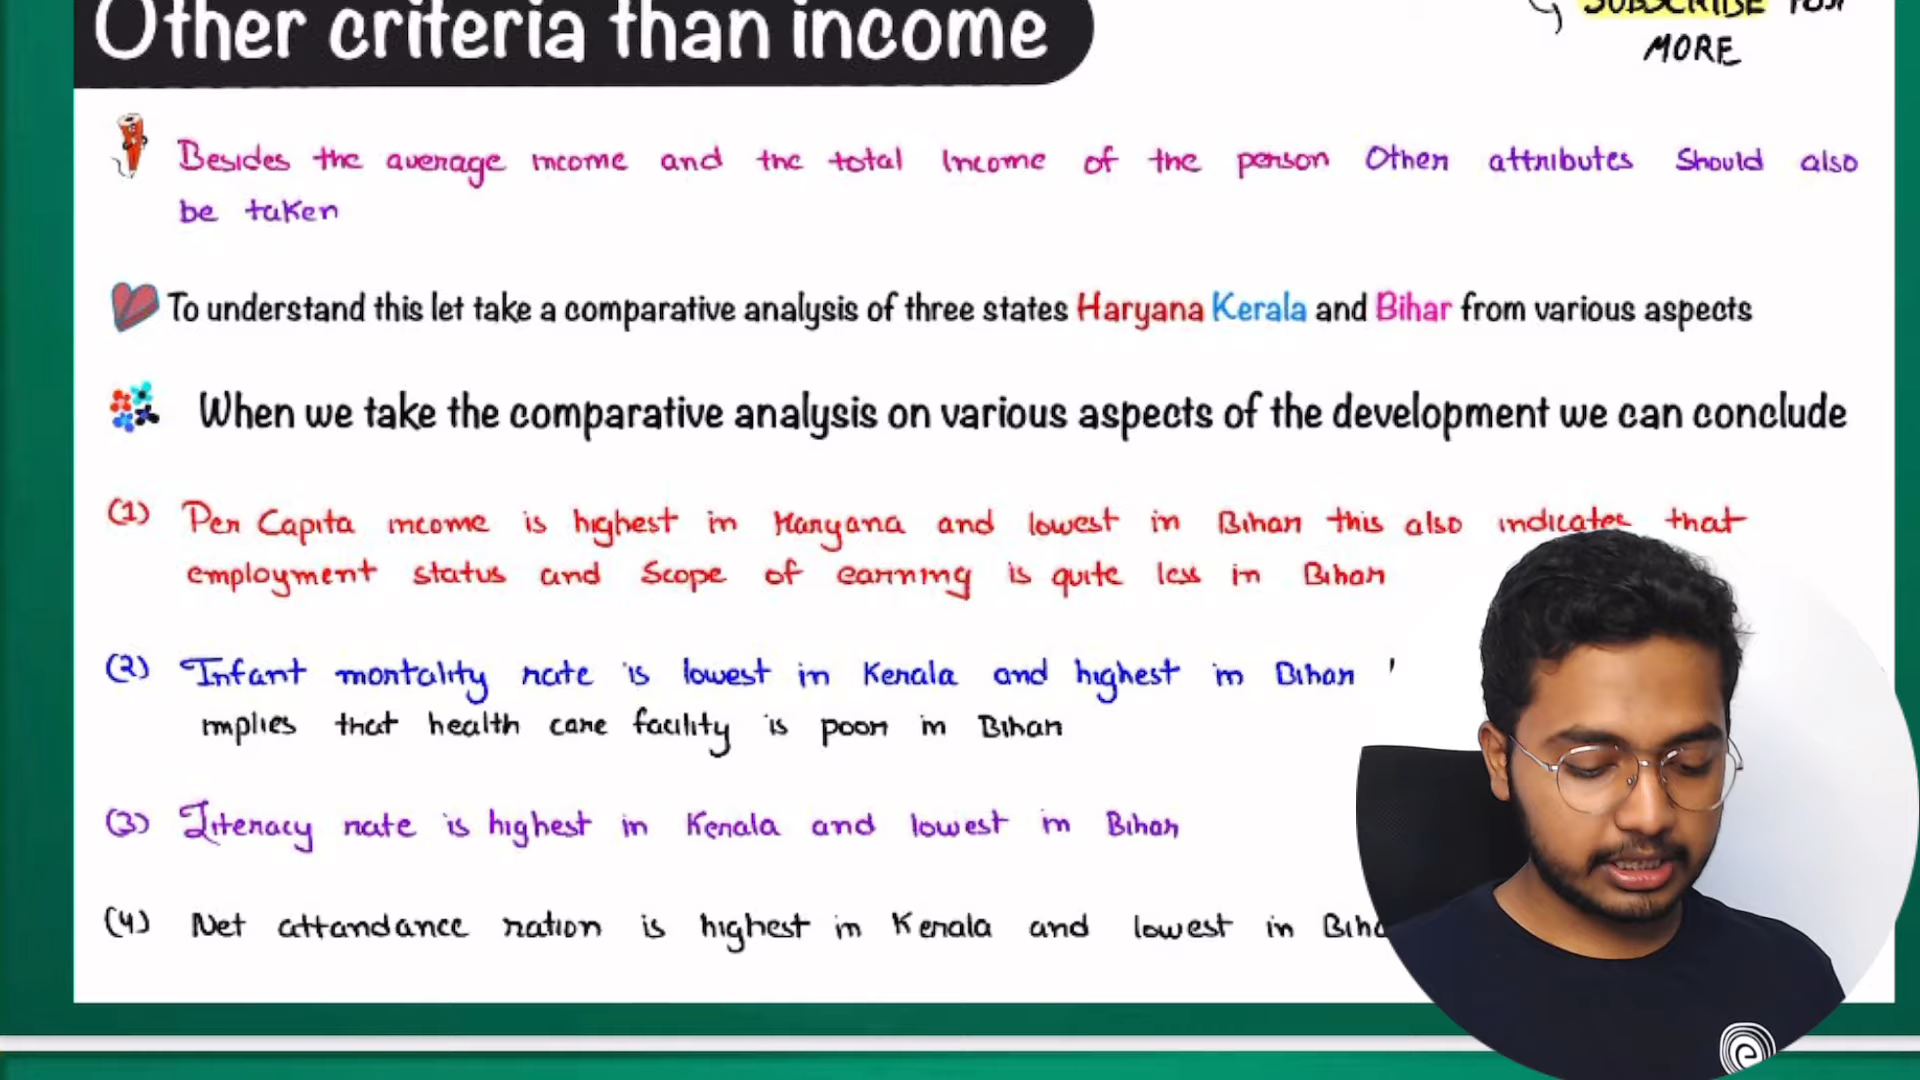 Other criteria than income
SUBSCRIBE FOR
MORE
Besides the average income and the total Income of the person Other attributes Should also
be taken
To understand this let take a comparative analysis of three states Haryana Kerala and Bihar from various aspects
When we take the comparative analysis on various aspects of the development we can conclude
(1) Per Capita income is highest in Haryana and lowest in Bihar this also indicates that
employment status and Scope of earning is quite less in Bihar
(2) Infant mortality rate is lowest in Kerala and highest in Bihar
implies that health care facility is poor in Bihar
(3) Literacy rate is highest in Kerala and lowest in Bihar
(4) Net attandance ration is highest in Kerala and lowest in